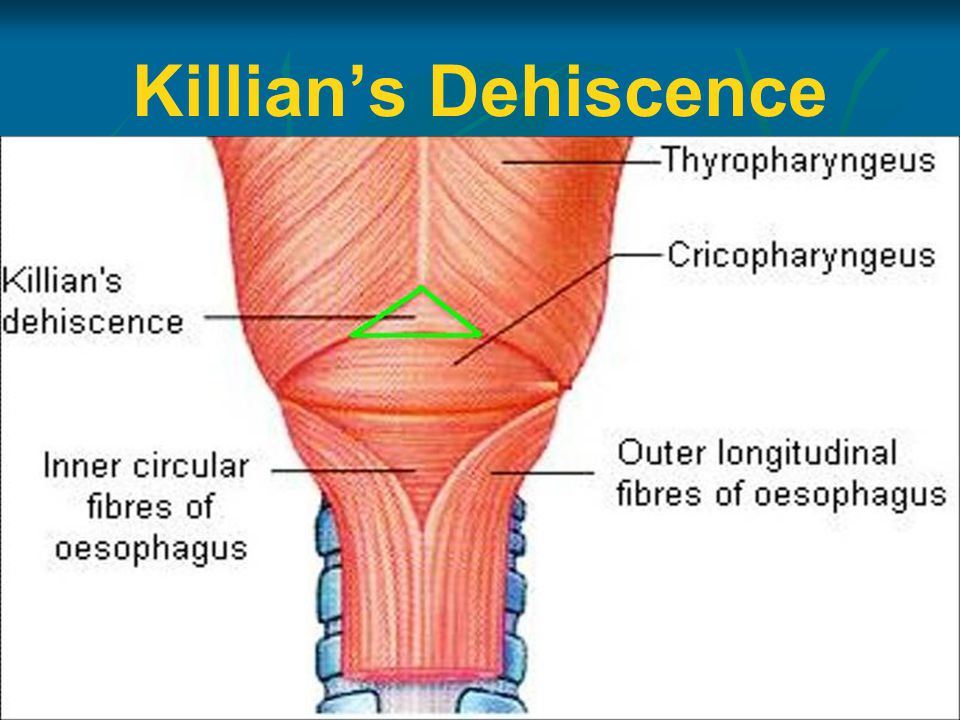 Killian’s Dehiscence
Thyropharyngeus
Cricopharyngeus
Killian's
dehiscence
Inner circular
fibres of
oesophagus
Outer longitudinal
fibres of oesophagus